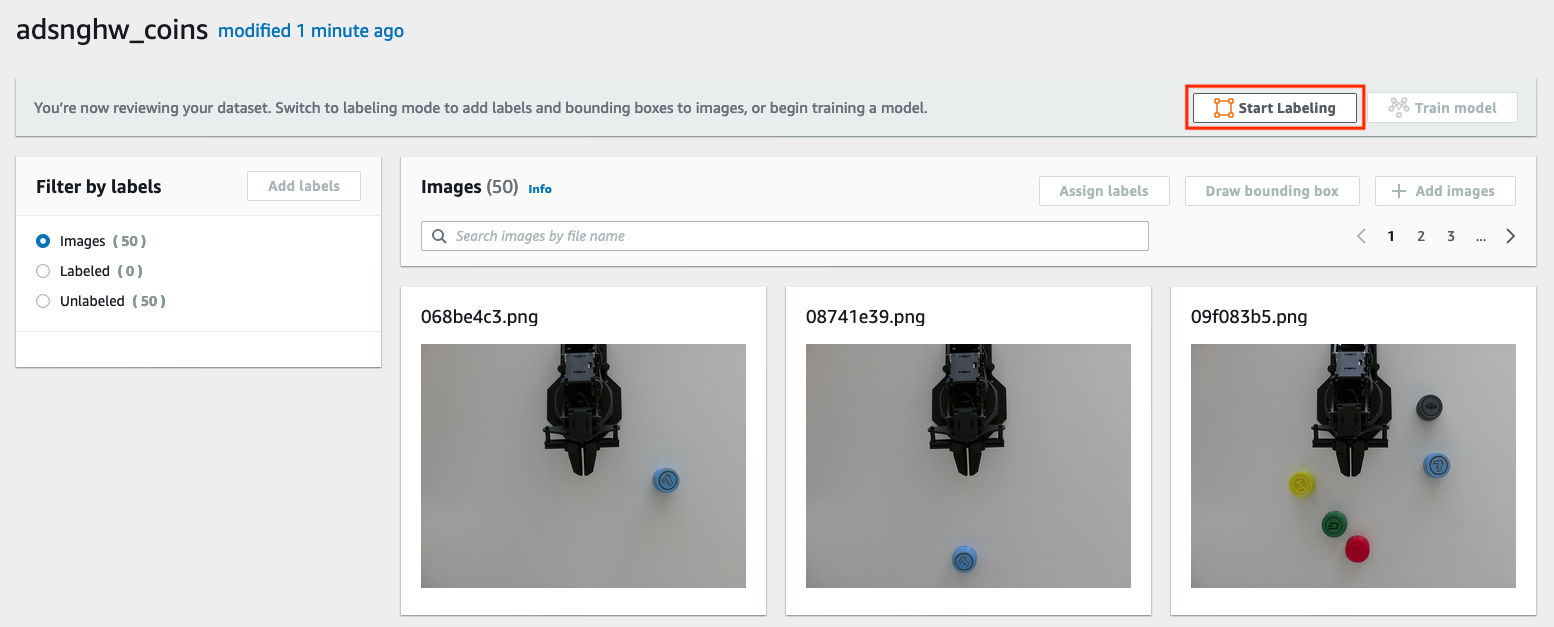 adsnghw_coins modified 1 minute ago
You're now reviewing your dataset. Switch to labeling mode to add labels and bounding boxes to images, or begin training a model.
Start Labeling
Train model
Filter by labels
Add labels
Images ( 50 )
Labeled ( 0 )
Unlabeled ( 50 )
Images (50) Info
Assign labels
Draw bounding box
Add images
Search images by file name
1 2 3 ...
068be4c3.png
08741e39.png
09f083b5.png